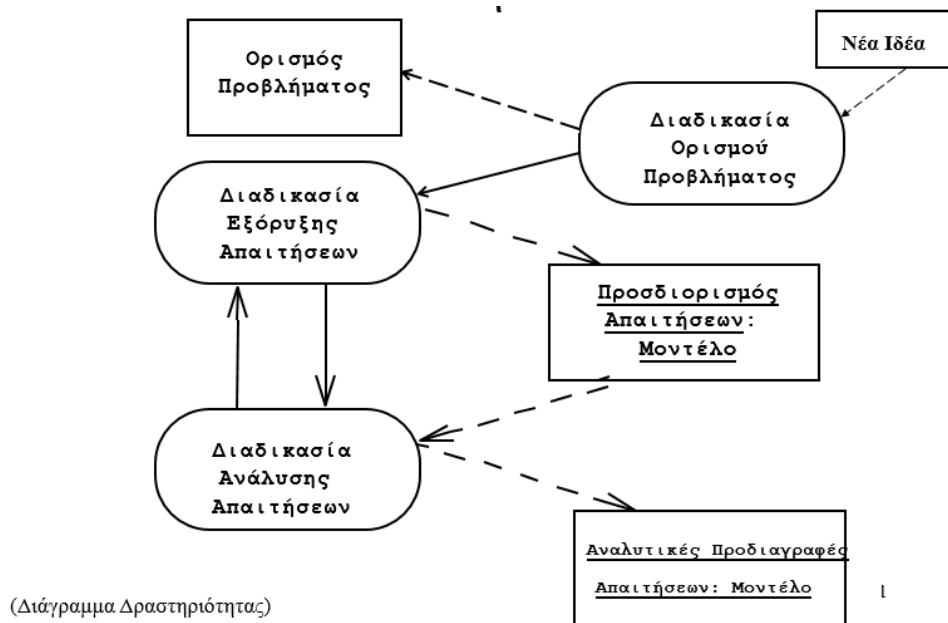 Νέα Ιδέα
Ορισμός
Προβλήματος
Διαδικασία
Ορισμού
Προβλήματος
Διαδικασία
Εξόρυξης
Απαιτήσεων
Προσδιορισμός
Απαιτήσεων:
Μοντέλο
Διαδικασία
Ανάλυσης
Απαιτήσεων
Αναλυτικές Προδιαγραφές
Απαιτήσεων: Μοντέλο
1
(Διάγραμμα Δραστηριότητας)